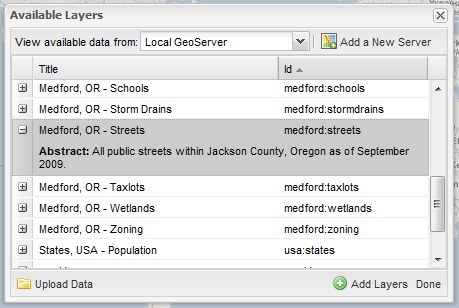 Available Layers
View available data from: Local GeoServer Add a New Server
Title Id
Medford, OR - Schools medford:schools
Medford, OR - Storm Drains medford:stormdrains
Medford, OR - Streets medford:streets
Abstract: All public streets within Jackson County, Oregon as of September
2009.
Medford, OR - Taxlots medford:taxlots
Medford, OR - Wetlands medford:wetlands
Medford, OR - Zoning medford:zoning
States, USA - Population usa:states
Upload Data Add Layers Done